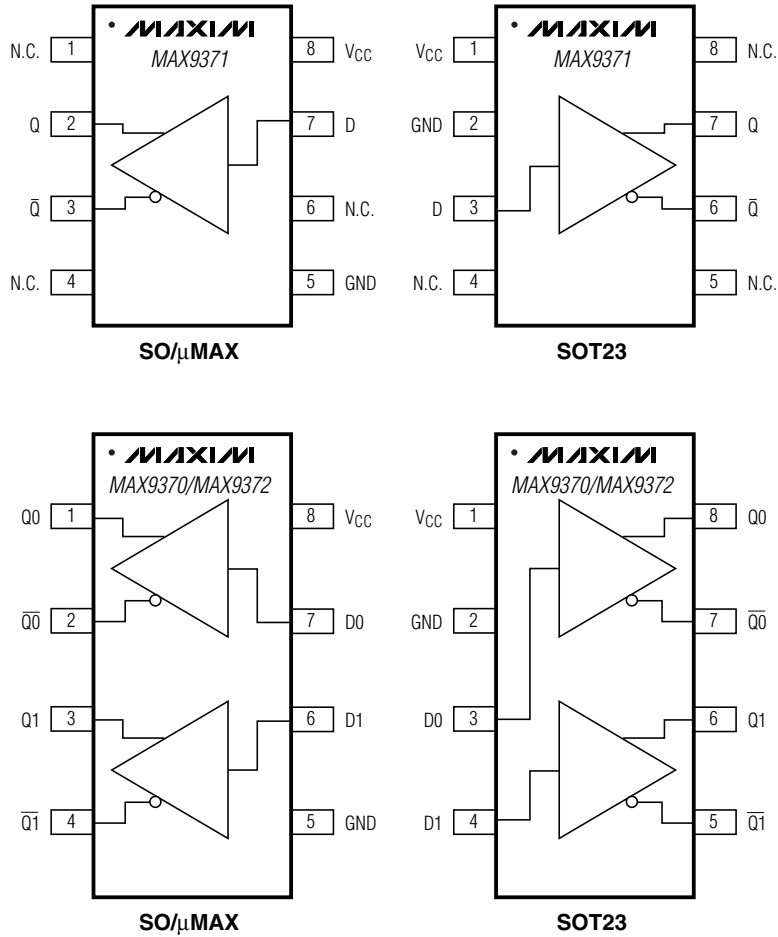 MAXIM
MAX9371
N.C. 1
Q 2
Q̅ 3
N.C. 4
8 VCC
7 D
6 N.C.
5 GND
SO/μMAX
MAXIM
MAX9371
VCC 1
GND 2
D 3
N.C. 4
8 N.C.
7 Q
6 Q̅
5 N.C.
SOT23
MAXIM
MAX9370/MAX9372
Q0 1
Q̅0̅ 2
Q1 3
Q̅1̅ 4
8 VCC
7 D0
6 D1
5 GND
SO/μMAX
MAXIM
MAX9370/MAX9372
VCC 1
GND 2
D0 3
D1 4
8 Q0
7 Q̅0̅
6 Q1
5 Q̅1̅
SOT23